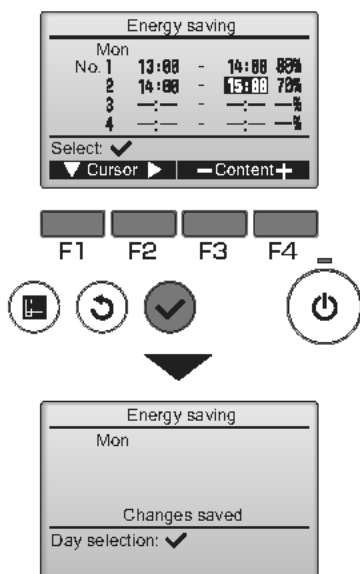 Energy saving
Mon
No. 1 13:00 - 14:00 80%
2 14:00 - 15:00 70%
3 --:-- - --:-- --%
4 --:-- - --:-- --%
Select: ✔
▼ Cursor ▶ −Content+
F1 F2 F3 F4
Energy saving
Mon
Changes saved
Day selection: ✔